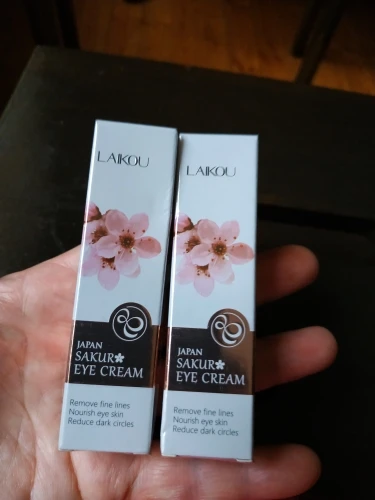 LAIKOU
JAPAN
SAKUR
EYE CREAM
Remove fine lines
Nourish eye skin
Reduce dark circles
LAIKOU
JAPAN
SAKUR
EYE CREAM
Remove fine lines
Nourish eye skin
Reduce dark circles